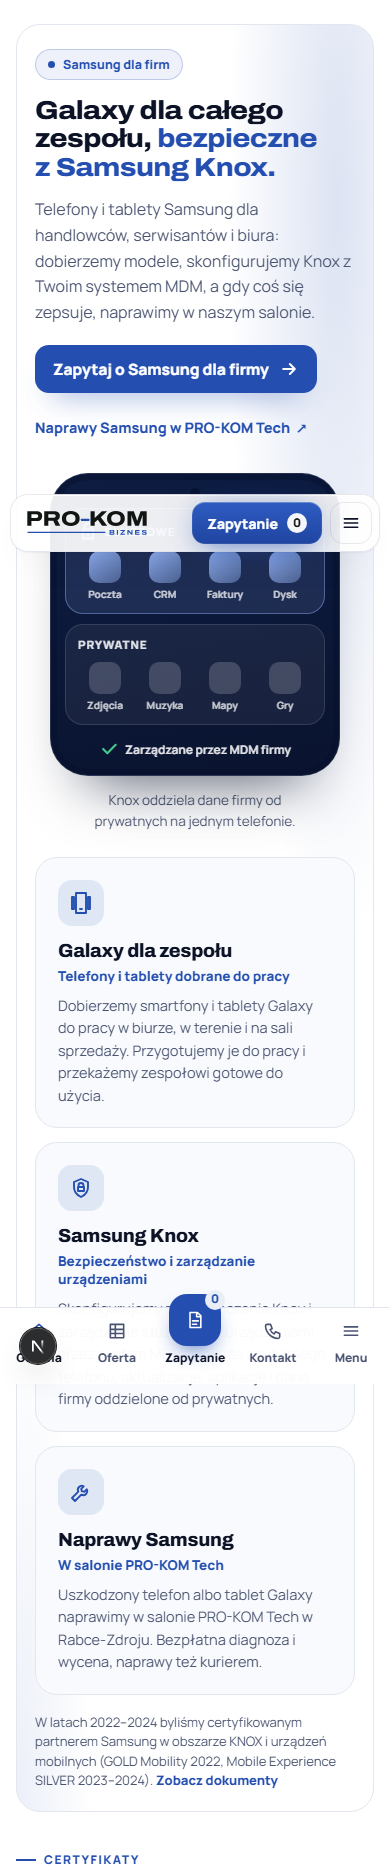 Samsung dla firm
Galaxy dla całego
zespołu, bezpieczne
z Samsung Knox.
Telefony i tablety Samsung dla
handlowców, serwisantów i biura:
dobierzemy modele, skonfigurujemy Knox z
Twoim systemem MDM, a gdy coś się
zepsuje, naprawimy w naszym salonie.
Zapytaj o Samsung dla firmy →
Naprawy Samsung w PRO-KOM Tech ↗
PRO-KOM
BIZNES
Zapytanie 0
Poczta CRM Faktury Dysk
PRYWATNE
Zdjęcia Muzyka Mapy Gry
Zarządzane przez MDM firmy
Knox oddziela dane firmy od
prywatnych na jednym telefonie.
Galaxy dla zespołu
Telefony i tablety dobrane do pracy
Dobierzemy smartfony i tablety Galaxy
do pracy w biurze, w terenie i na sali
sprzedaży. Przygotujemy je do pracy i
przekażemy zespołowi gotowe do
użycia.
Samsung Knox
Bezpieczeństwo i zarządzanie
urządzeniami
0
N
Oferta Zapytanie Kontakt Menu
firmy oddzielone od prywatnych.
Naprawy Samsung
W salonie PRO-KOM Tech
Uszkodzony telefon albo tablet Galaxy
naprawimy w salonie PRO-KOM Tech w
Rabce-Zdroju. Bezpłatna diagnoza i
wycena, naprawy też kurierem.
W latach 2022–2024 byliśmy certyfikowanym
partnerem Samsung w obszarze KNOX i urządzeń
mobilnych (GOLD Mobility 2022, Mobile Experience
SILVER 2023–2024). Zobacz dokumenty
CERTYFIKATY